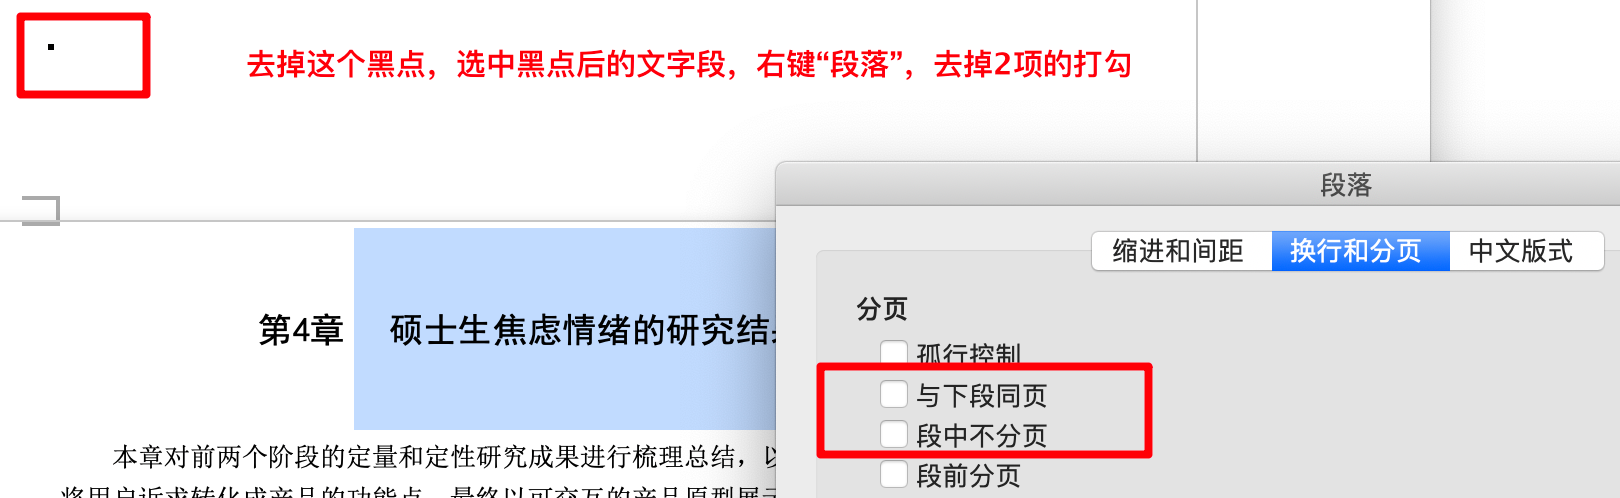 去掉这个黑点，选中黑点后的文字段，右键“段落”，去掉2项的打勾
段落
缩进和间距 换行和分页 中文版式
分页
第4章 硕士生焦虑情绪的研究结
孤行控制
与下段同页
段中不分页
本章对前两个阶段的定量和定性研究成果进行梳理总结，以
段前分页
将用户诉求转化成产品的功能点，最终以可交互的产品原型展示